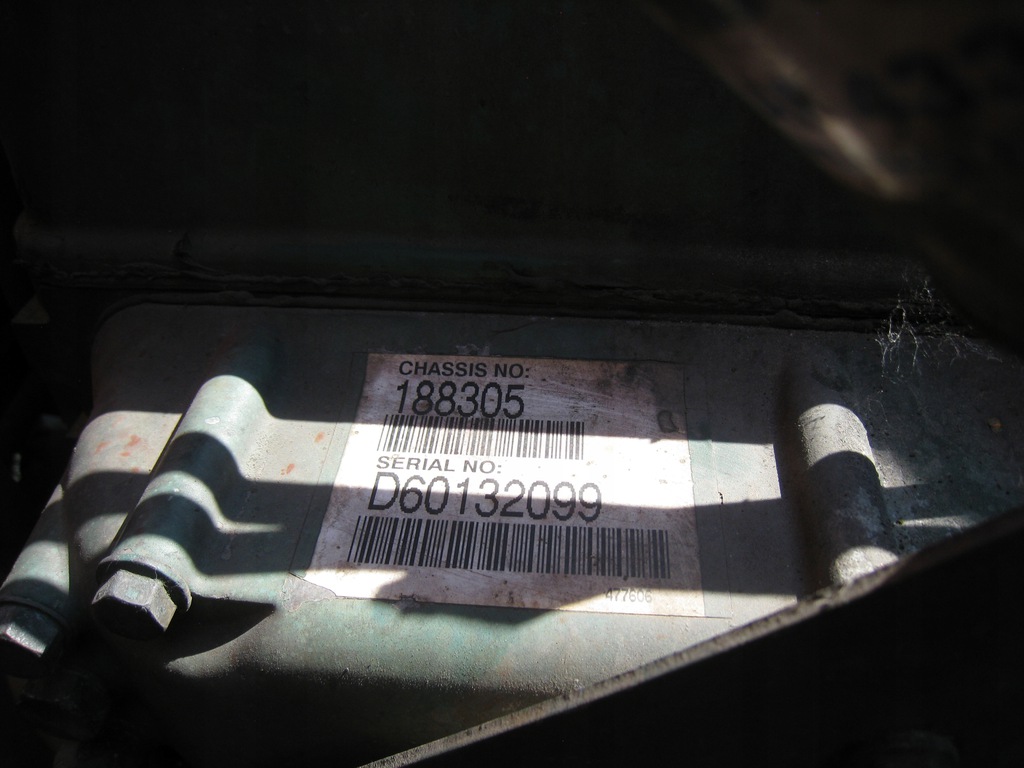 CHASSIS NO:
188305
SERIAL NO:
D60132099
477606